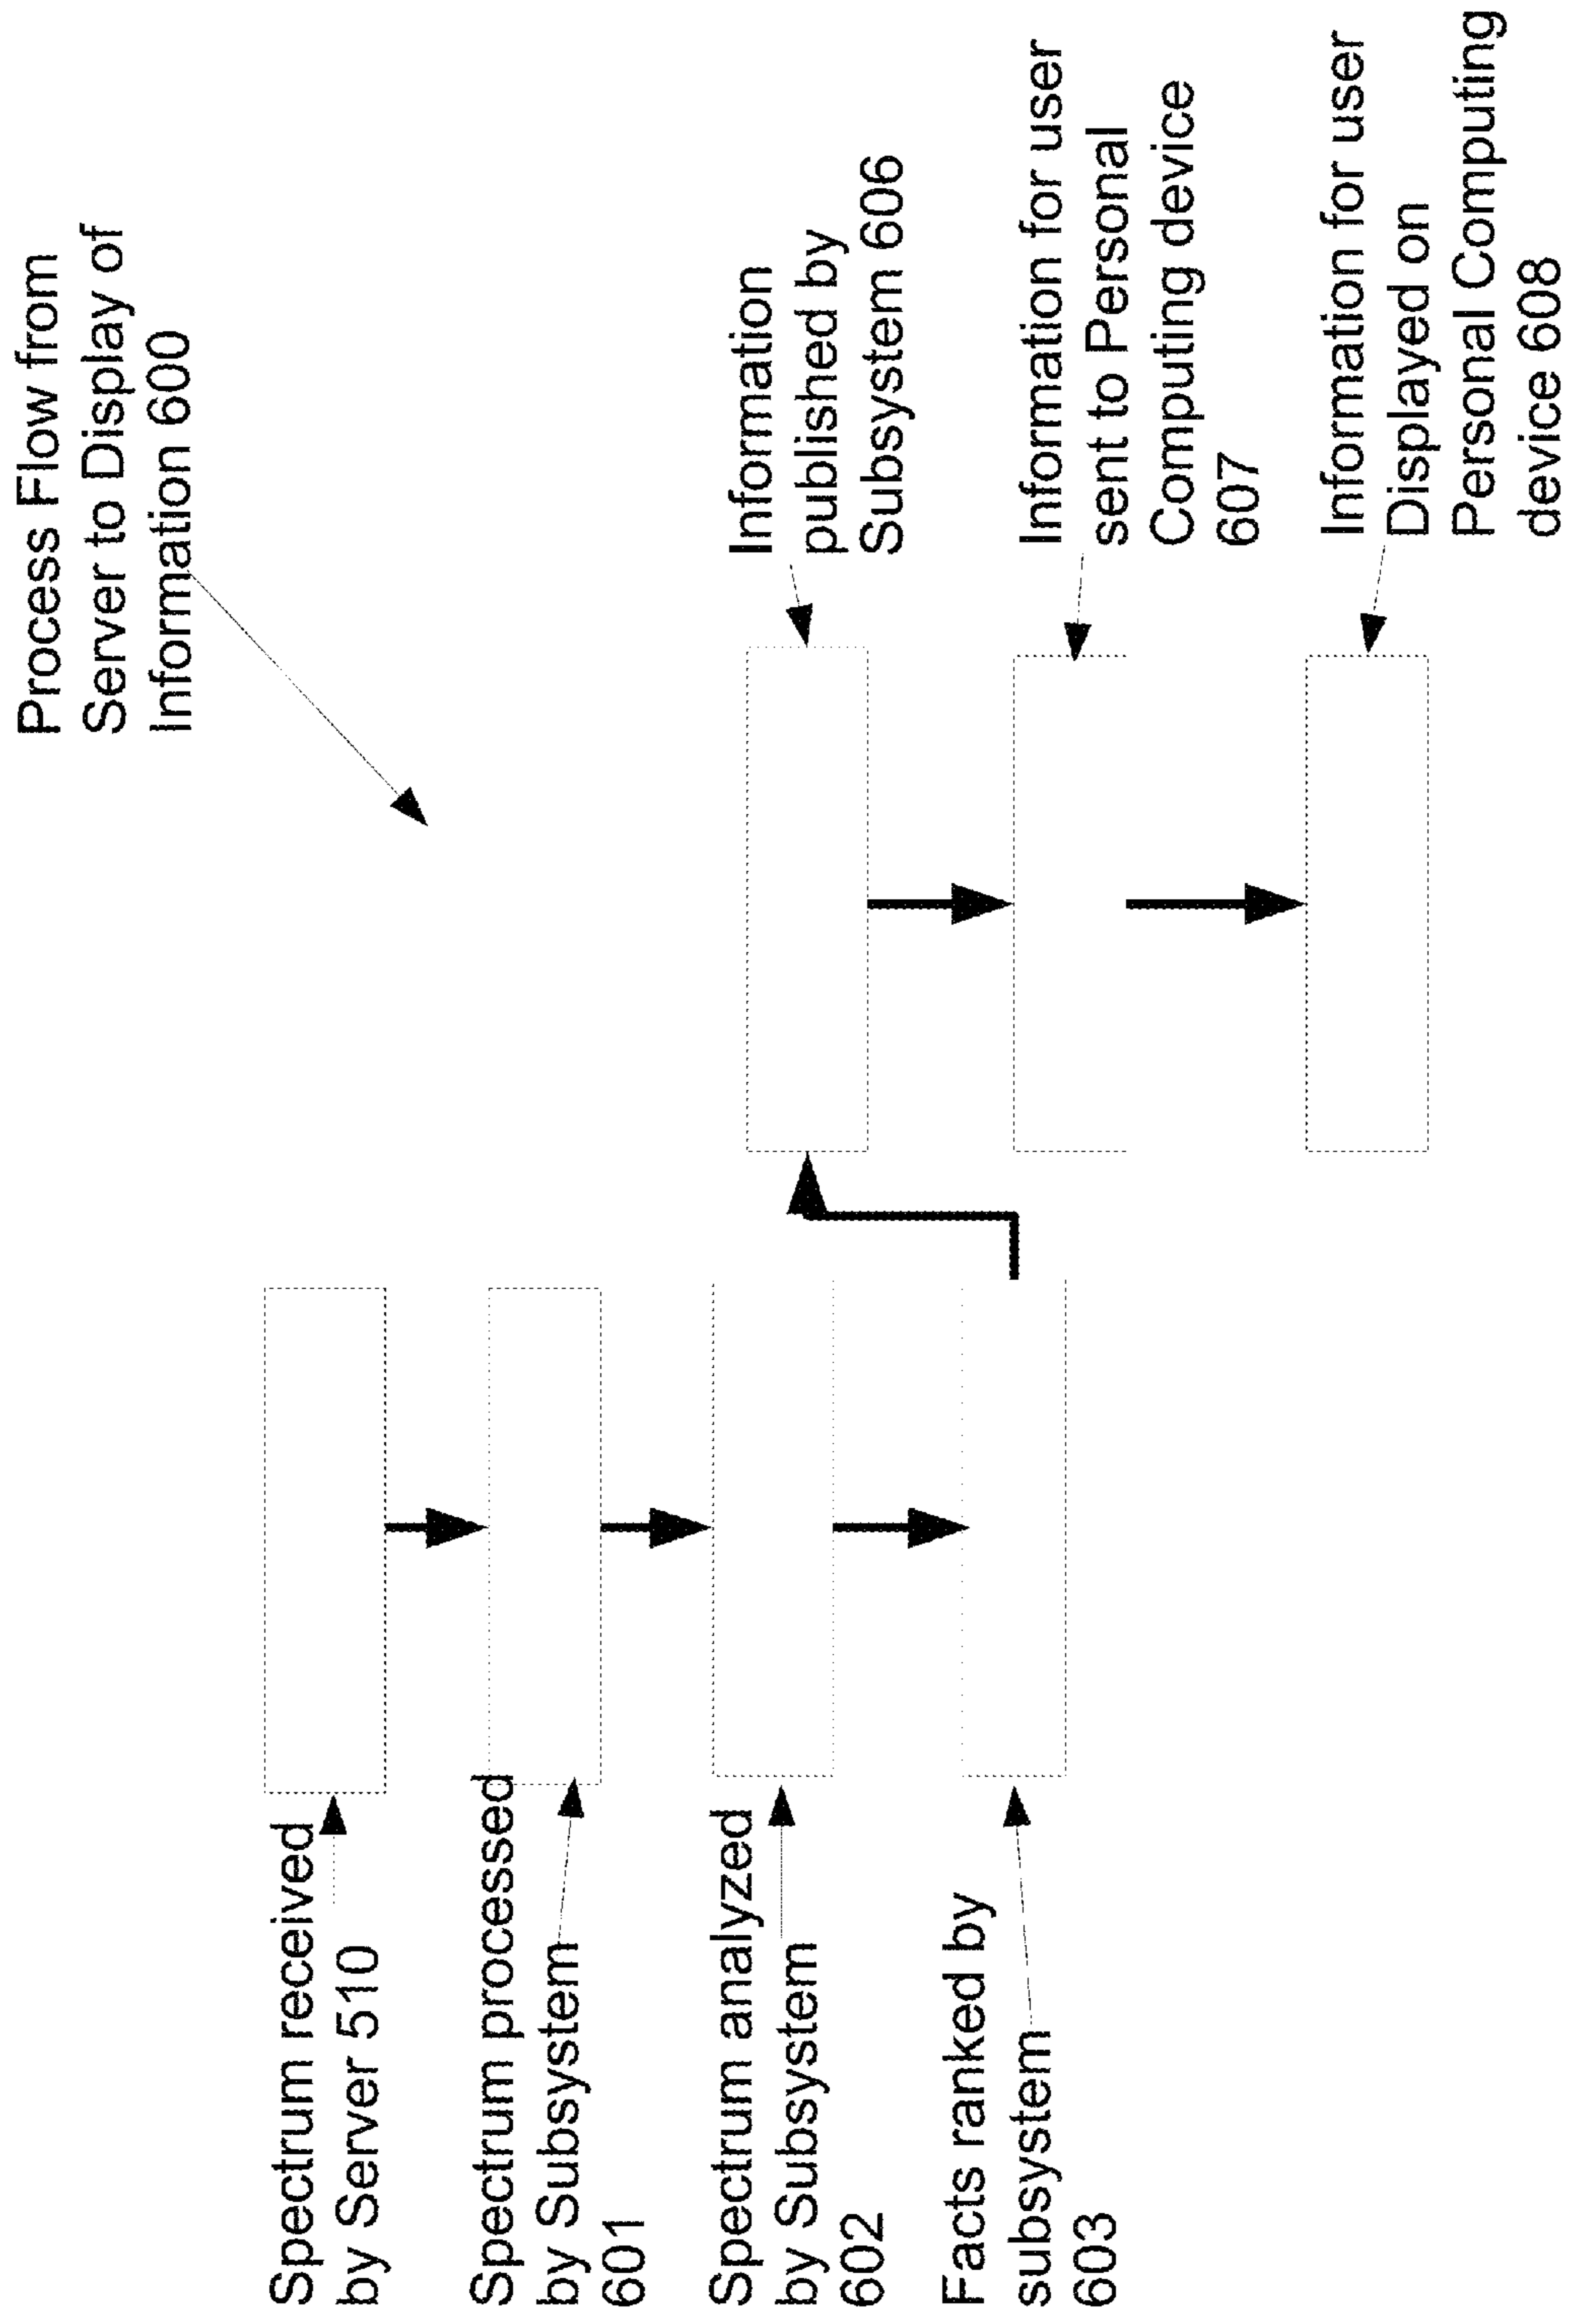 Process Flow from
Server to Display of
Information 600
Spectrum received
by Server 510
Spectrum processed
by Subsystem
601
Spectrum analyzed
by Subsystem
602
Facts ranked by
subsystem
603
Information
published by
Subsystem 606
Information for user
sent to Personal
Computing device
607
Information for user
Displayed on
Personal Computing
device 608